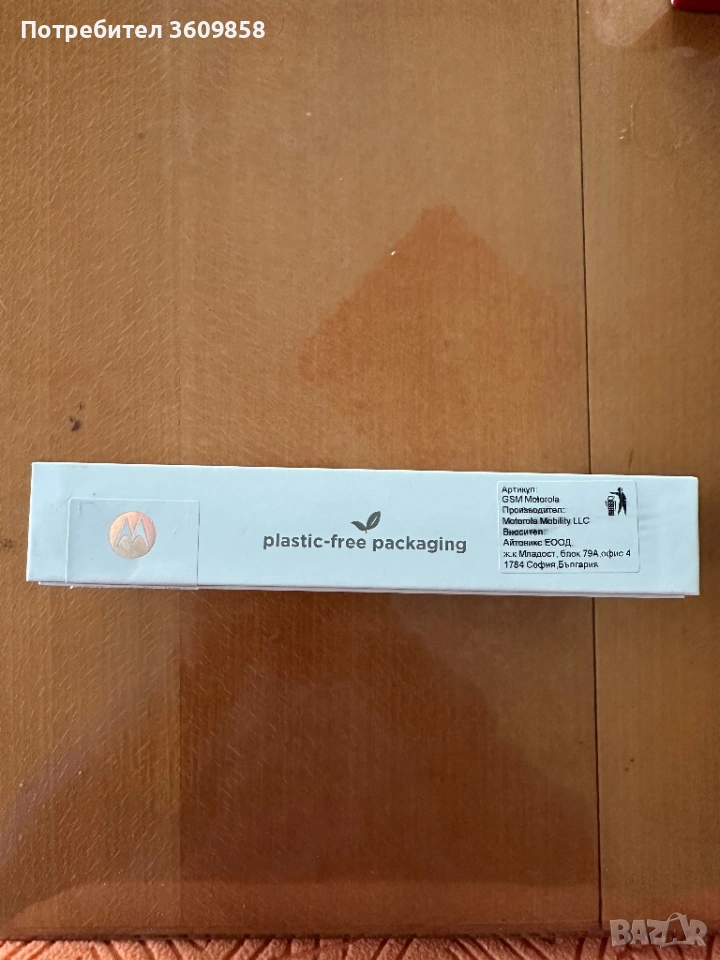 Потребител 3609858
plastic-free packaging
Артикул:
GSM Motorola
Производител:
Motorola Mobility LLC
Вносител:
Айтоникс ЕООД,
ж.к Младост, блок 79А,офис 4
1784 София,България
BAZAR